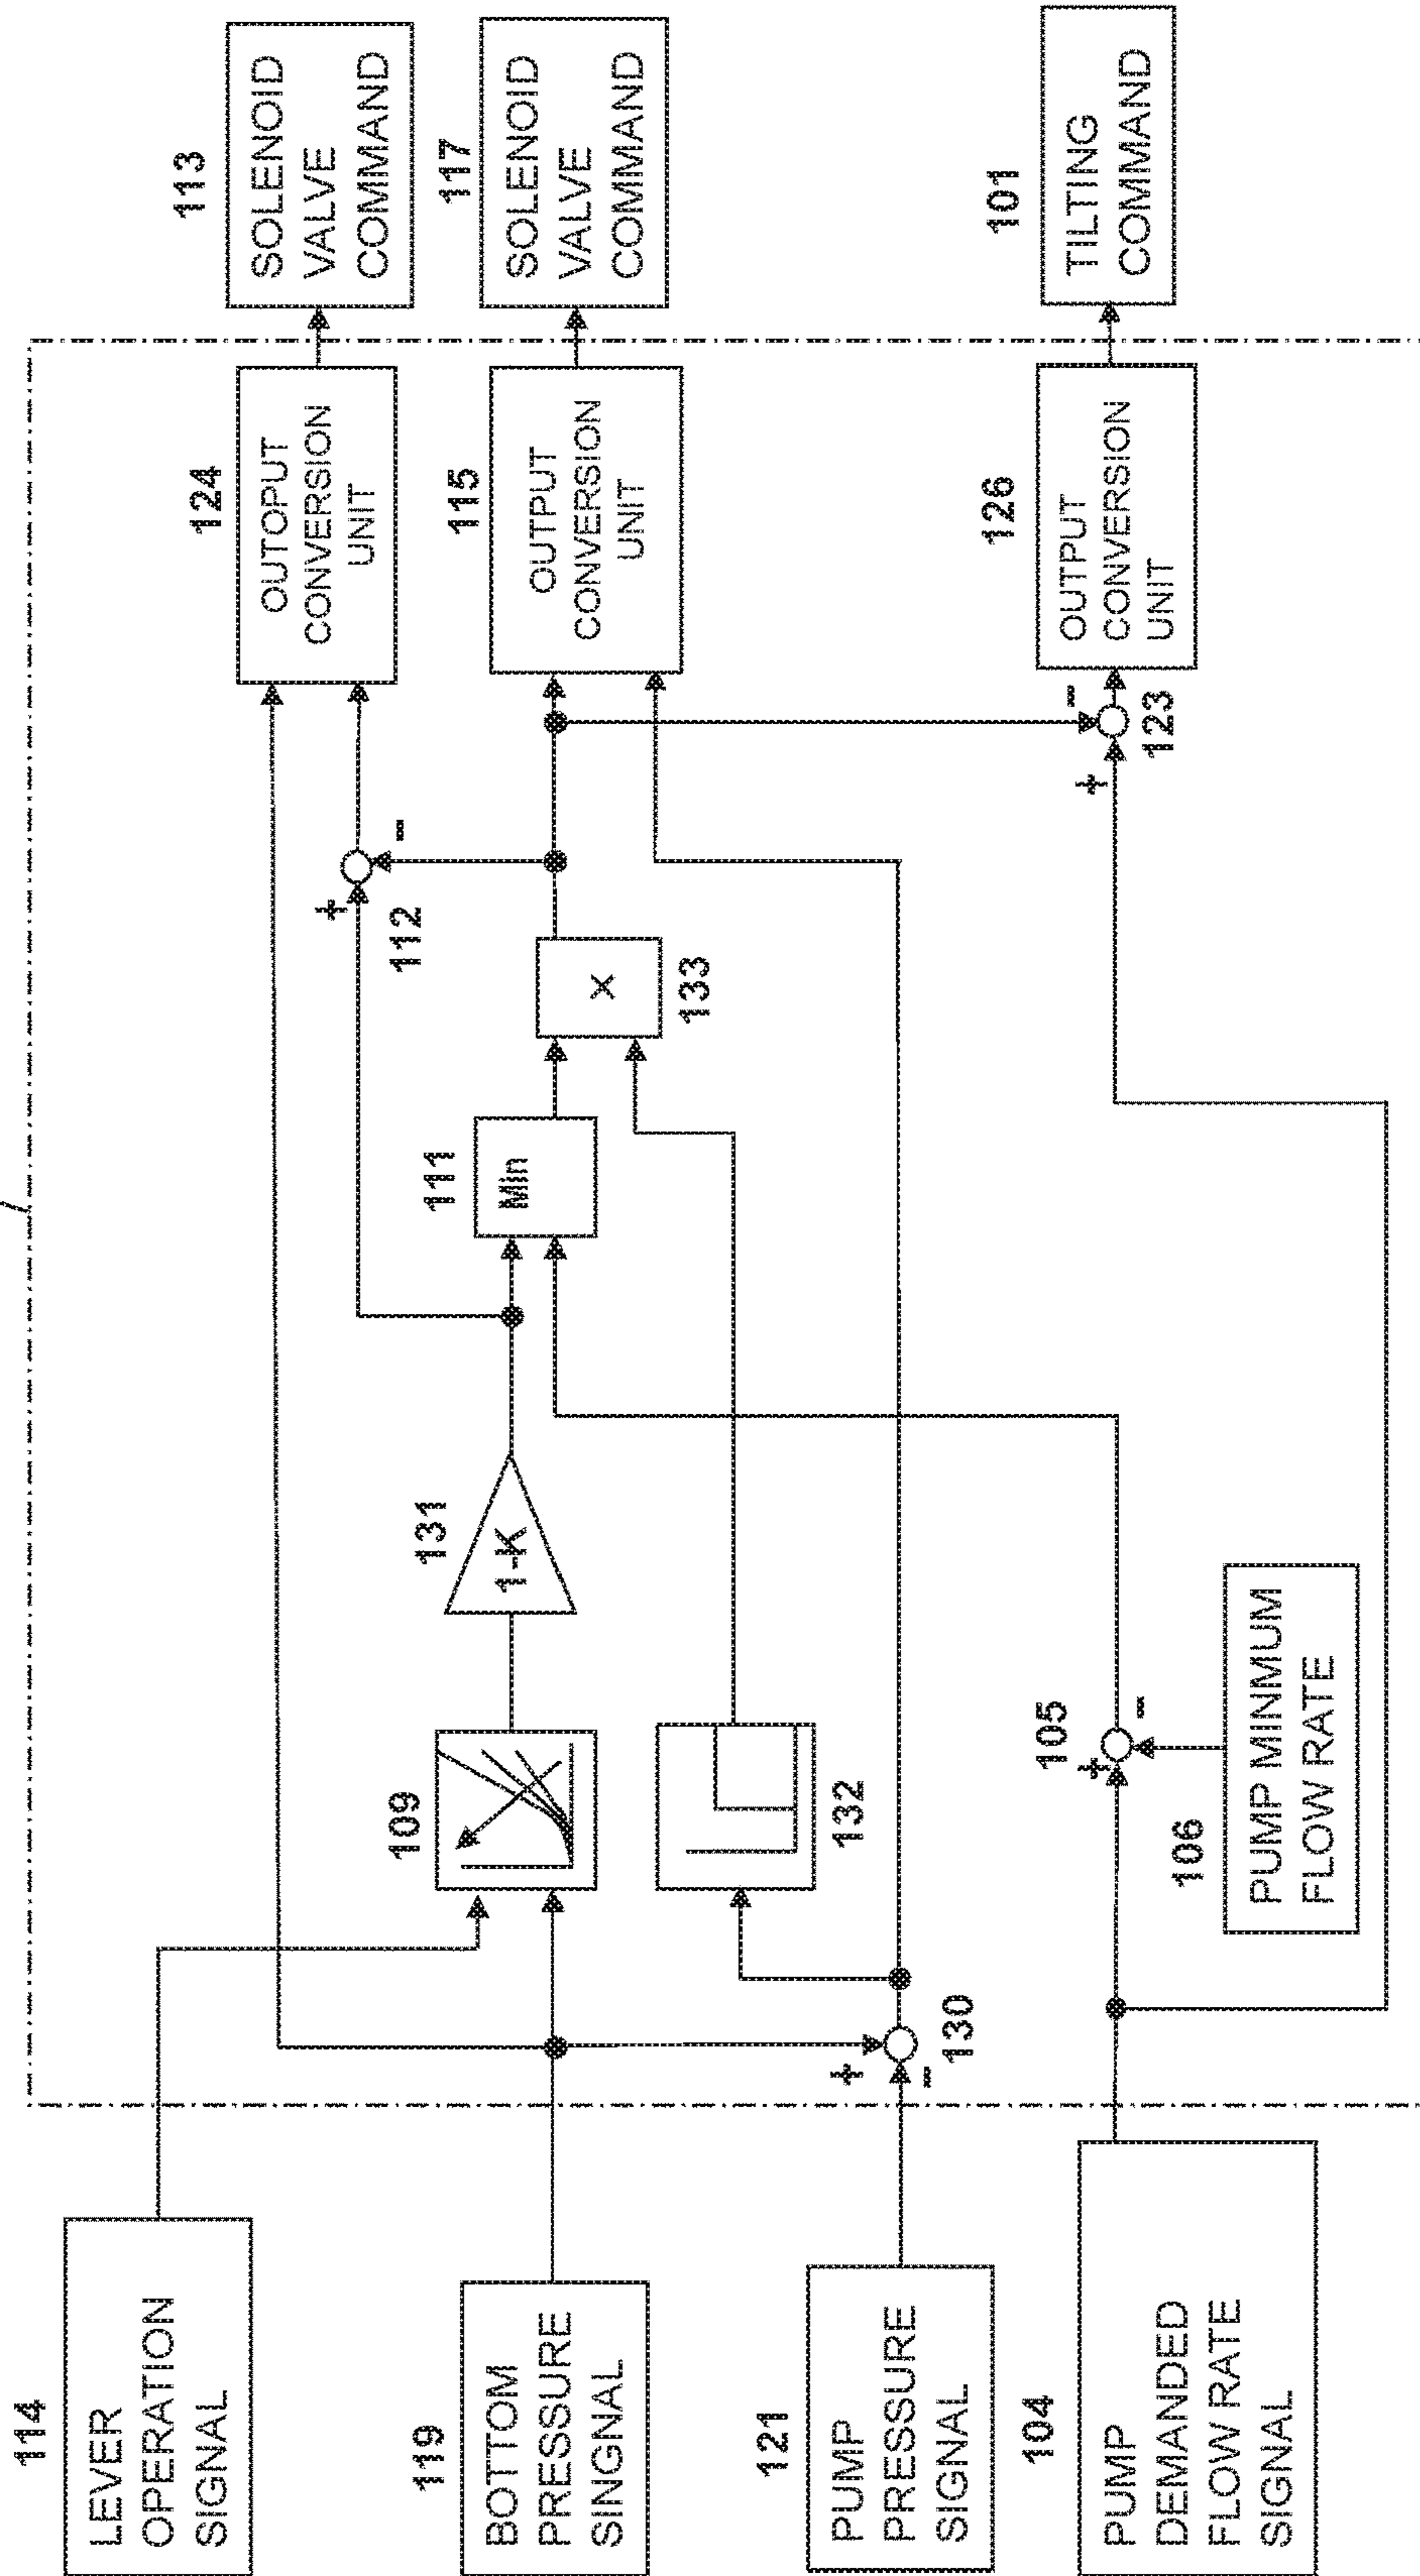 114
LEVER
OPERATION
SIGNAL
119
BOTTOM
PRESSURE
SINGNAL
121
PUMP
PRESSURE
SIGNAL
104
PUMP
DEMANDED
FLOW RATE
SIGNAL
109
131
1-K
132
+
-
130
+
-
105
106
PUMP MINMUM
FLOW RATE
111
Min
+
-
112
X
133
+
-
123
124
OUTOPUT
CONVERSION
UNIT
115
OUTPUT
CONVERSION
UNIT
126
OUTPUT
CONVERSION
UNIT
113
SOLENOID
VALVE
COMMAND
117
SOLENOID
VALVE
COMMAND
101
TILTING
COMMAND